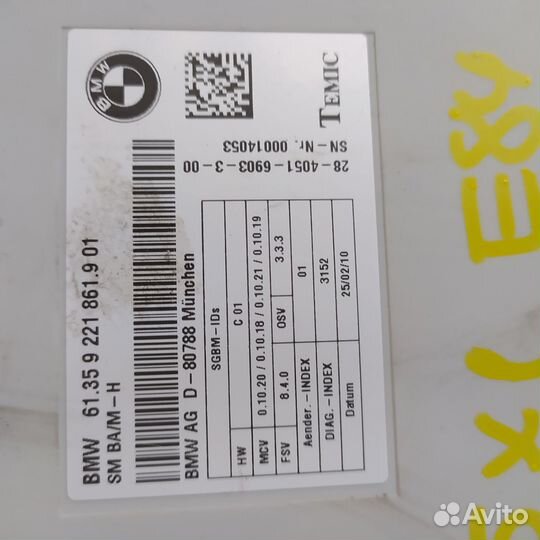 BMW
BMW 61.35 9 221 861.9 01
SM BA/M-H
BMW AG D-80788 München
TEMIC
SN-Nr. 00014053
28-4051-6903-3-00
SGBM-IDs
HW C 01
MCV 0.10.20 / 0.10.18 / 0.10.21 / 0.10.19
FSV 8.4.0 OSV 3.3.3
Aender.-INDEX 01
DIAG.-INDEX 3152
Datum 25/02/10
E84
Avito